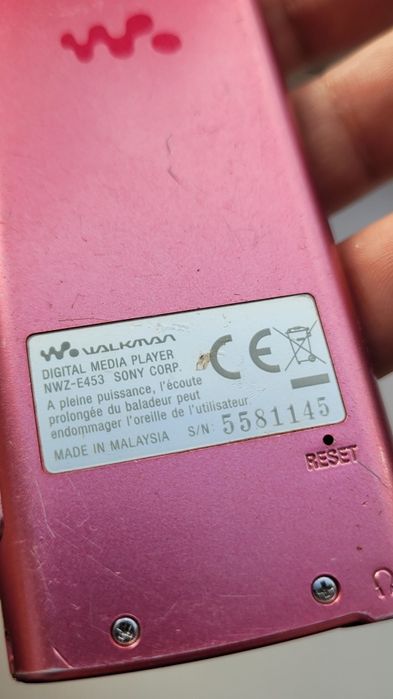 WALKMAN
DIGITAL MEDIA PLAYER
NWZ-E453 SONY CORP.
A pleine puissance, l'écoute
prolongée du baladeur peut
endommager l'oreille de l'utilisateur
MADE IN MALAYSIA S/N: 5581145
CE
RESET